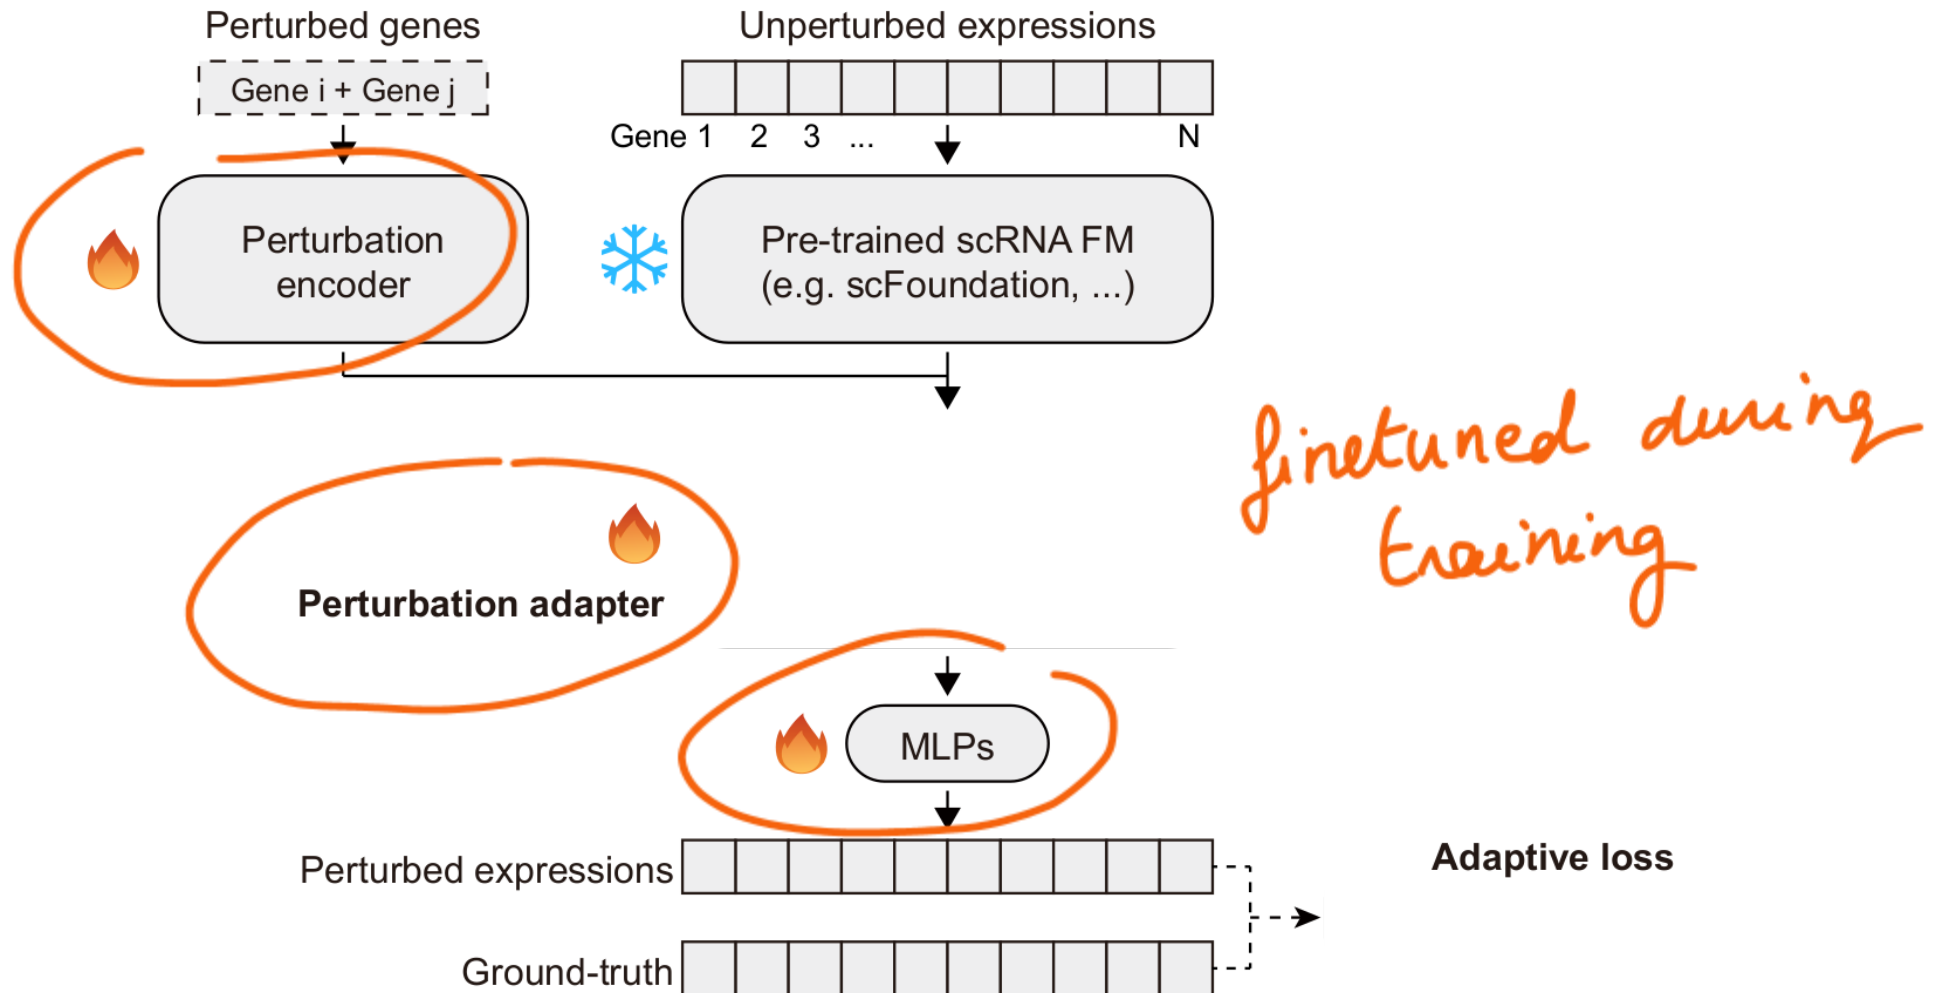 Perturbed genes
Unperturbed expressions
Gene i + Gene j
Gene 1 2 3 ... N
Perturbation
encoder
Pre-trained scRNA FM
(e.g. scFoundation, ...)
finetuned during
training
Perturbation adapter
MLPs
Perturbed expressions
Adaptive loss
Ground-truth